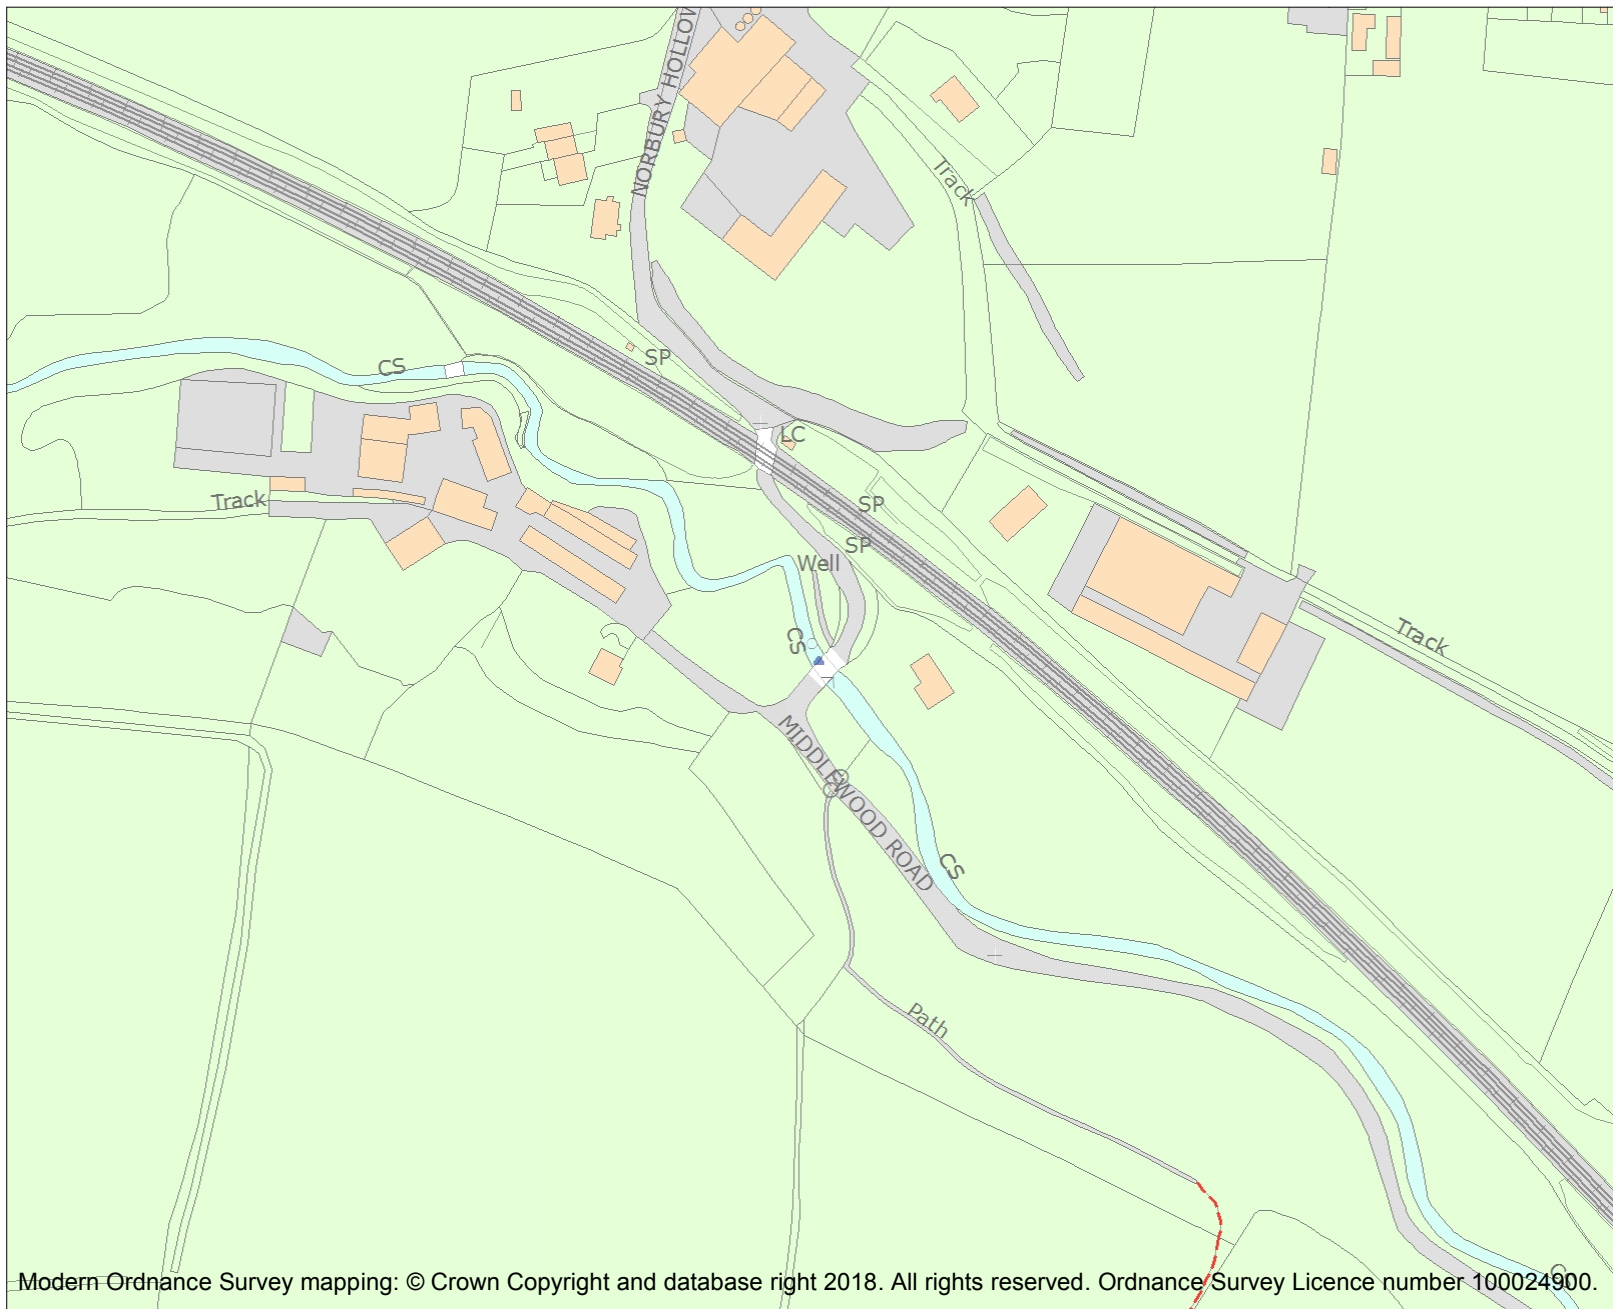 NORBURY HOLLOW
Track
SP
CS
LC
Track
SP
SP
Well
CS
Track
MIDDLEWOOD ROAD
CS
Path
CS
Modern Ordnance Survey mapping: © Crown Copyright and database right 2018. All rights reserved. Ordnance Survey Licence number 100024900.